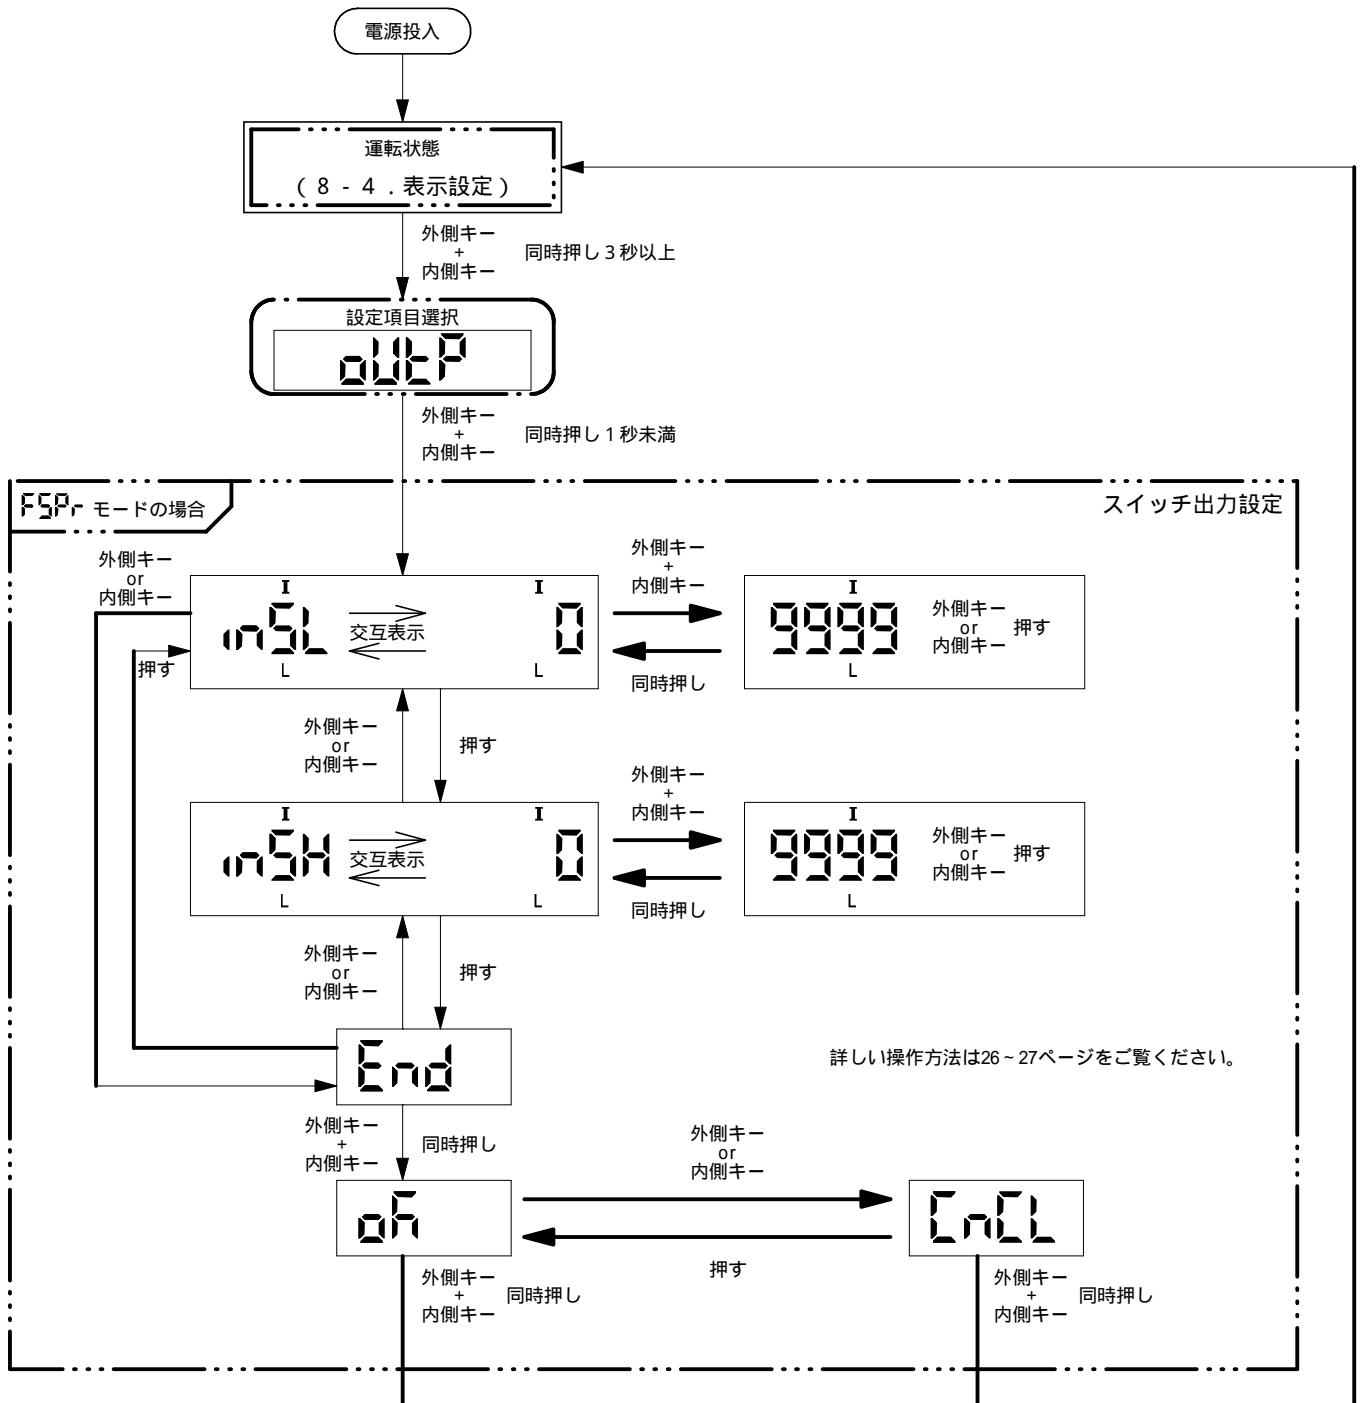 電源投入
運転状態
(8-4.表示設定)
外側キー
+
内側キー
同時押し3秒以上
設定項目選択
oUtP
外側キー
+
内側キー
同時押し1秒未満
FSPr モードの場合
スイッチ出力設定
外側キー
or
内側キー
押す
I
inSL
L
交互表示
I
0
L
外側キー
+
内側キー
同時押し
I
9999
L
外側キー
or
内側キー
押す
外側キー
or
内側キー
押す
I
inSH
L
交互表示
I
0
L
外側キー
+
内側キー
同時押し
I
9999
L
外側キー
or
内側キー
押す
外側キー
or
内側キー
押す
End
詳しい操作方法は26~27ページをご覧ください。
外側キー
+
内側キー
同時押し
外側キー
or
内側キー
押す
oK
CnCL
外側キー
+
内側キー
同時押し
外側キー
+
内側キー
同時押し